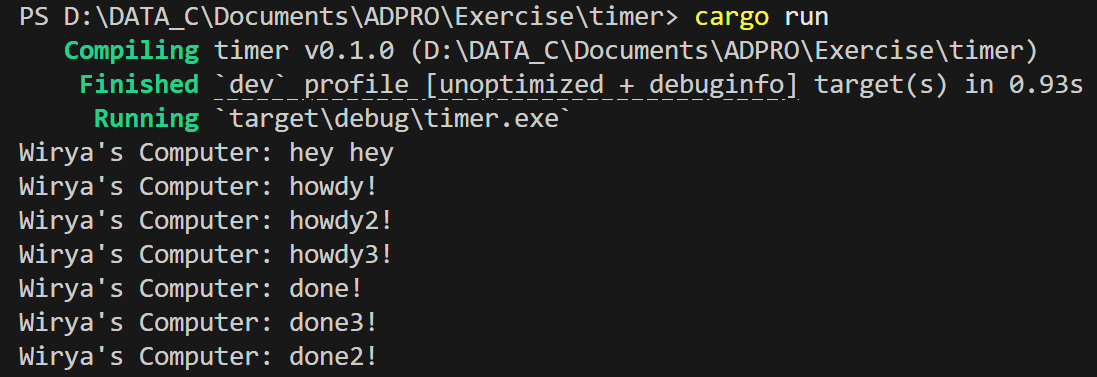 PS D:\DATA_C\Documents\ADPRO\Exercise\timer> cargo run
Compiling timer v0.1.0 (D:\DATA_C\Documents\ADPRO\Exercise\timer)
Finished `dev` profile [unoptimized + debuginfo] target(s) in 0.93s
Running `target\debug\timer.exe`
Wirya's Computer: hey hey
Wirya's Computer: howdy!
Wirya's Computer: howdy2!
Wirya's Computer: howdy3!
Wirya's Computer: done!
Wirya's Computer: done3!
Wirya's Computer: done2!